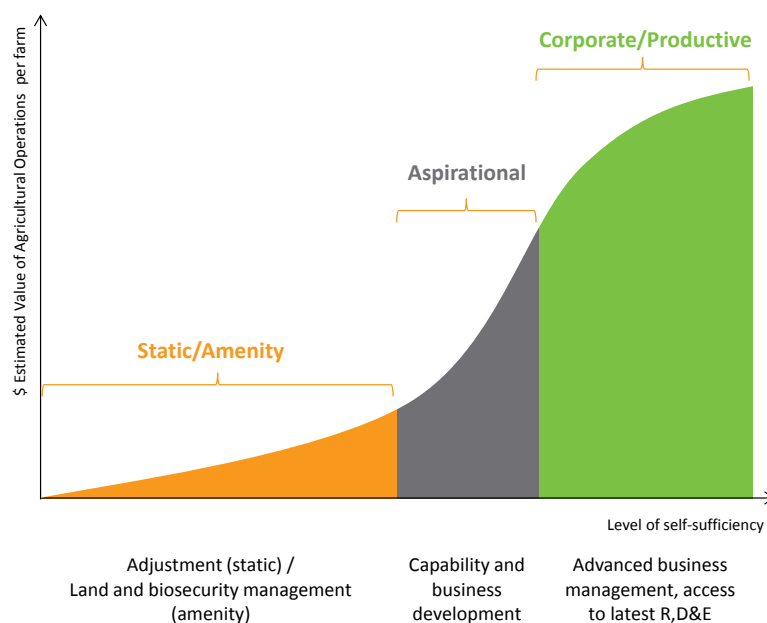 $ Estimated Value of Agricultural Operations per farm
Corporate/Productive
Aspirational
Static/Amenity
Level of self-sufficiency
Adjustment (static) /
Land and biosecurity management
(amenity)
Capability and
business
development
Advanced business
management, access
to latest R,D&E